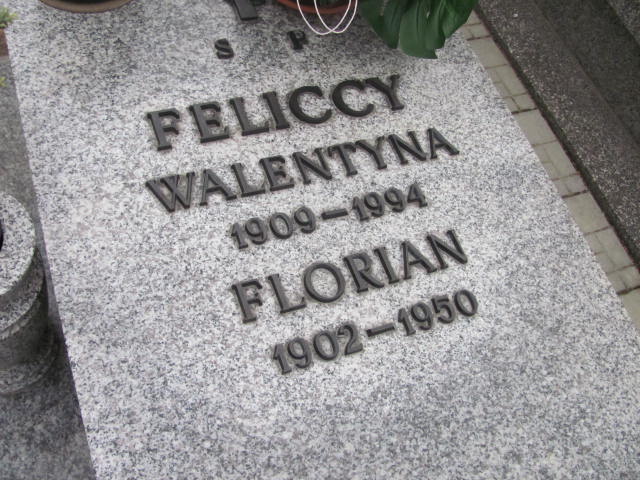 S P
FELICCY
WALENTYNA
1909-1994
FLORIAN
1902-1950